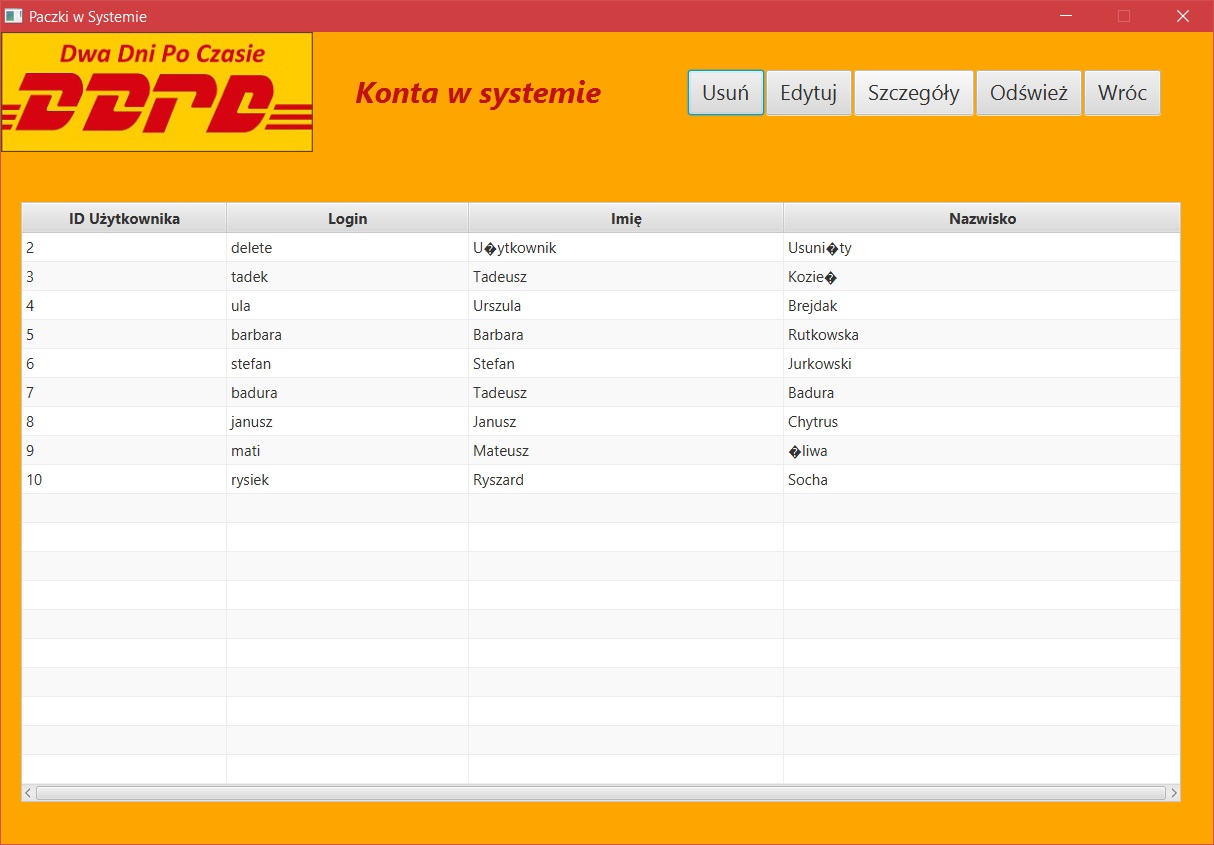 Paczki w Systemie
Dwa Dni Po Czasie
Konta w systemie
Usuń Edytuj Szczegóły Odśwież Wróc
ID Użytkownika Login Imię Nazwisko
2 delete U�ytkownik Usuni�ty
3 tadek Tadeusz Kozie�
4 ula Urszula Brejdak
5 barbara Barbara Rutkowska
6 stefan Stefan Jurkowski
7 badura Tadeusz Badura
8 janusz Janusz Chytrus
9 mati Mateusz �liwa
10 rysiek Ryszard Socha